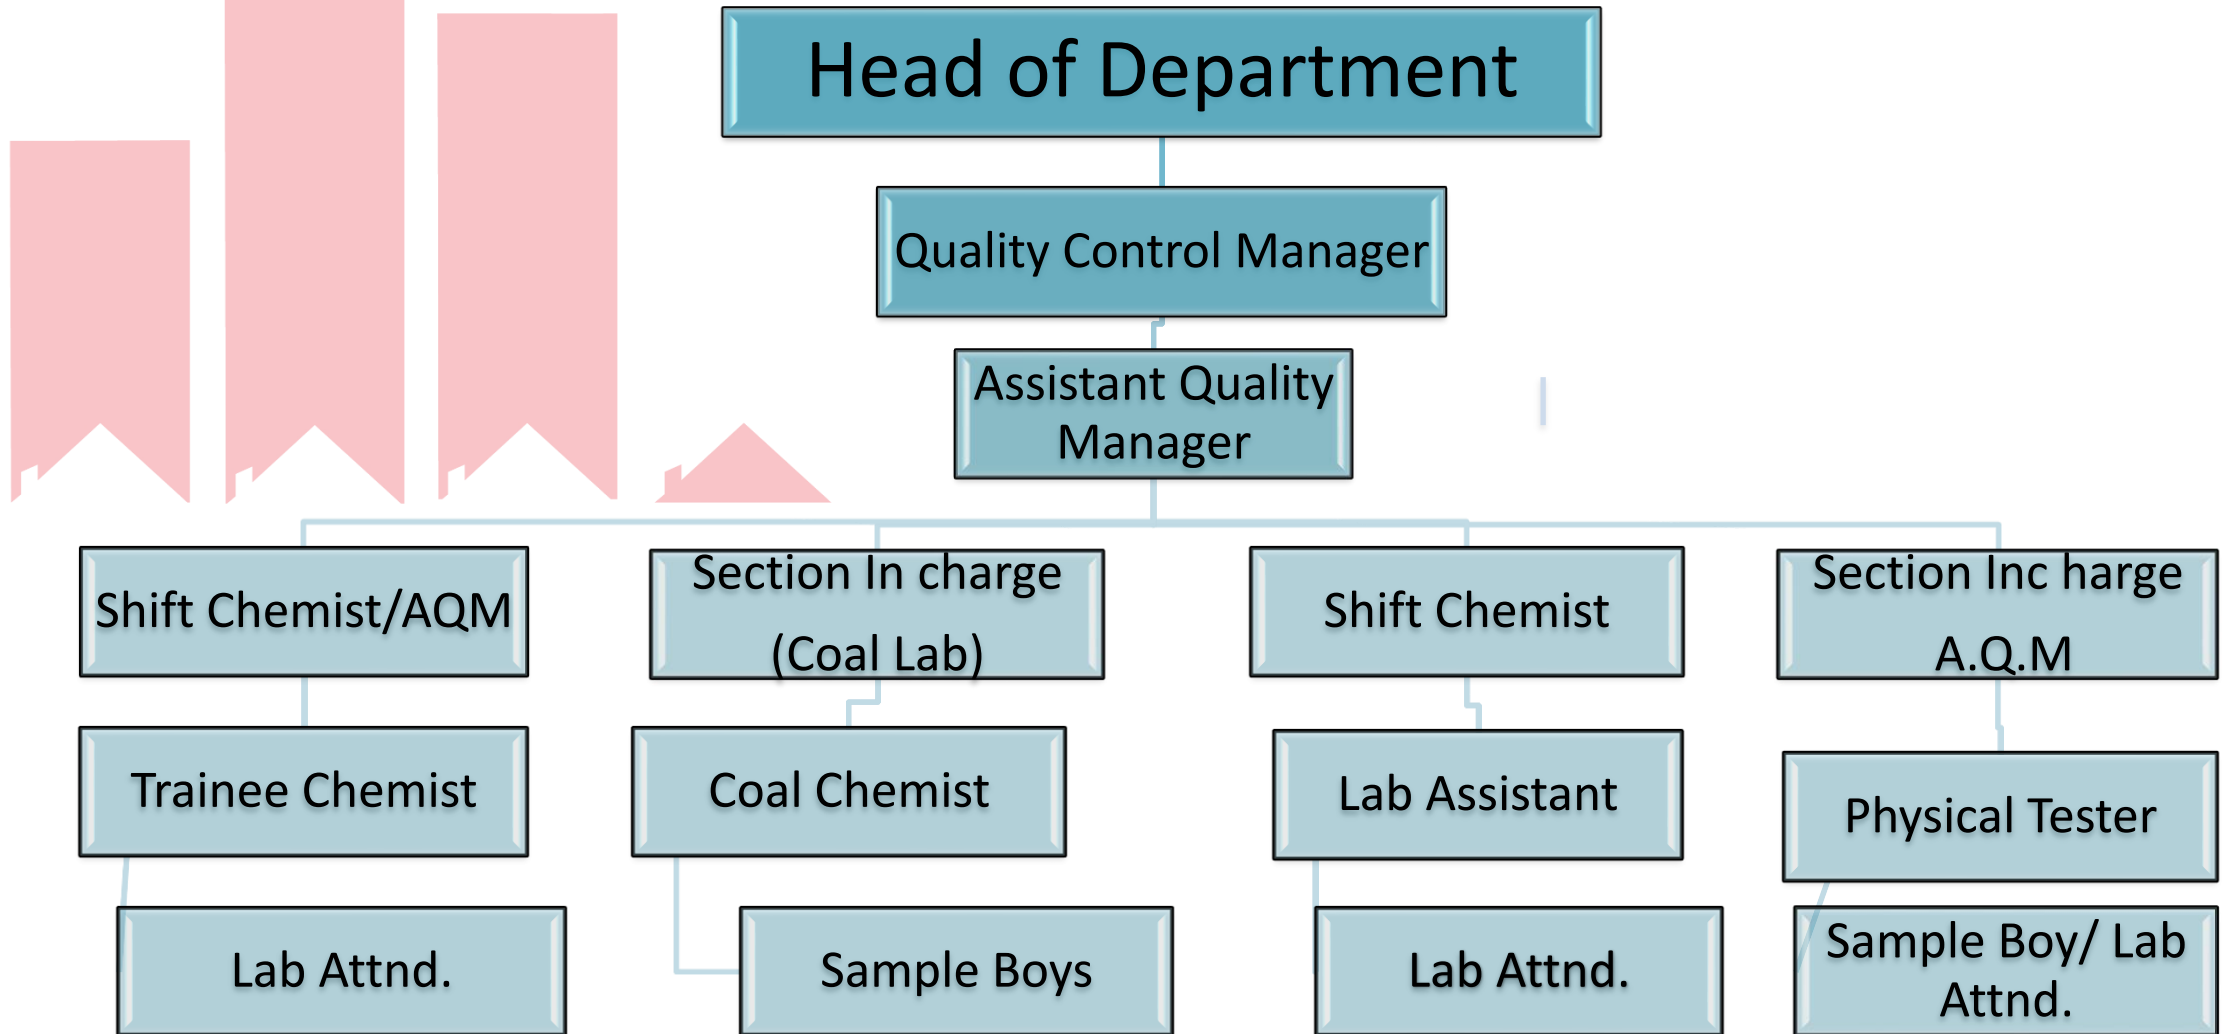 Head of Department
Quality Control Manager
Assistant Quality
Manager
Shift Chemist/AQM
Section In charge
(Coal Lab)
Shift Chemist
Section Inc harge
A.Q.M
Trainee Chemist
Coal Chemist
Lab Assistant
Physical Tester
Lab Attnd.
Sample Boys
Lab Attnd.
Sample Boy/ Lab
Attnd.